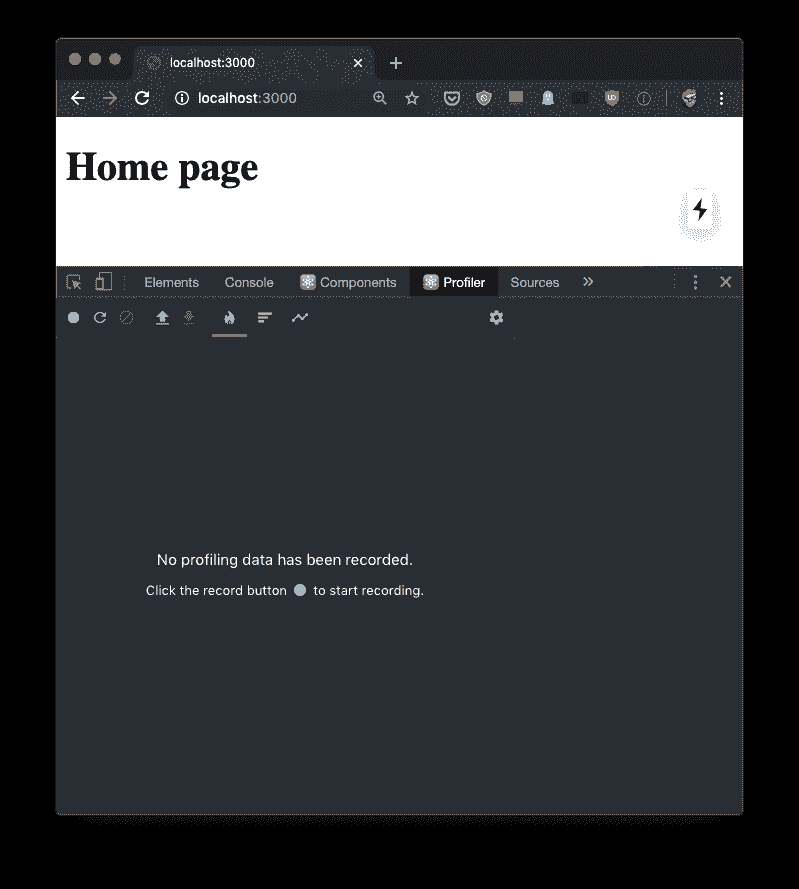 localhost:3000
localhost:3000
Home page
Elements Console Components Profiler Sources
No profiling data has been recorded.
Click the record button to start recording.